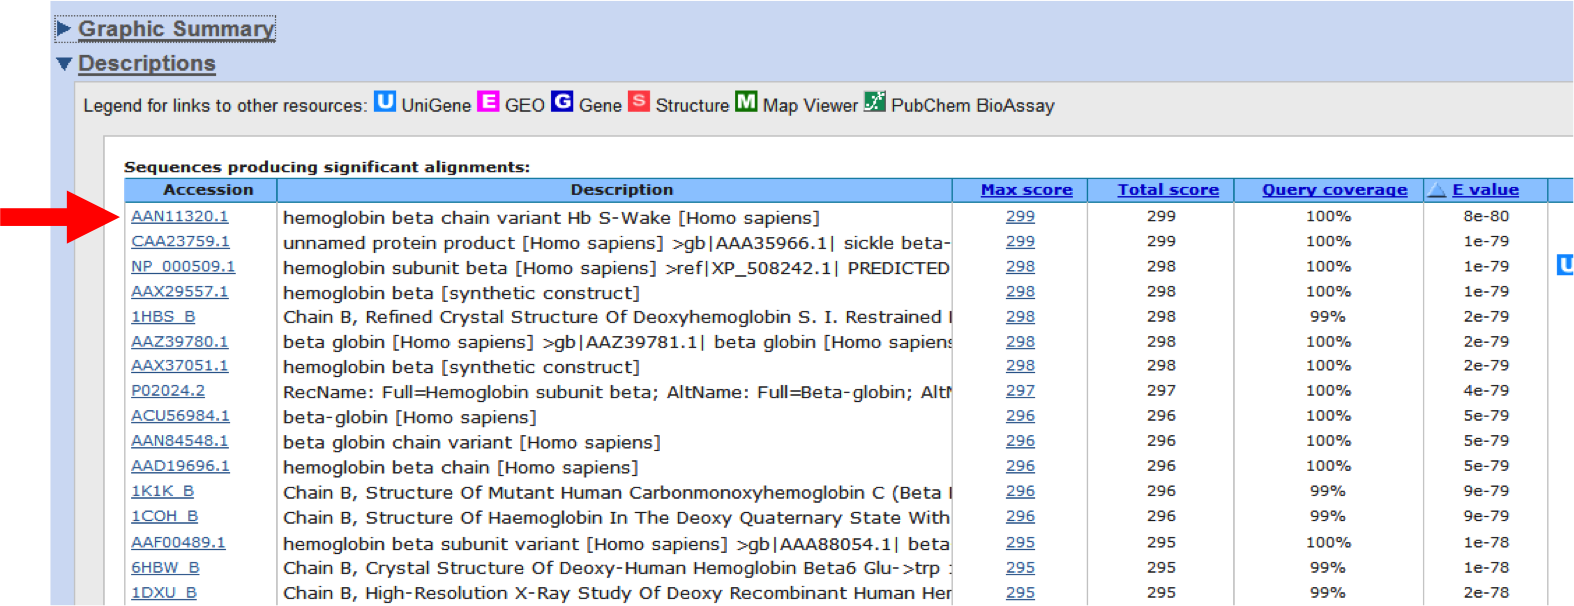 Graphic Summary
Descriptions
Legend for links to other resources: U UniGene E GEO G Gene S Structure M Map Viewer PubChem BioAssay
Sequences producing significant alignments:
Accession Description Max score Total score Query coverage E value
AAN11320.1 hemoglobin beta chain variant Hb S-Wake [Homo sapiens] 299 299 100% 8e-80
CAA23759.1 unnamed protein product [Homo sapiens] >gb|AAA35966.1| sickle beta- 299 299 100% 1e-79
NP_000509.1 hemoglobin subunit beta [Homo sapiens] >ref|XP_508242.1| PREDICTED 298 298 100% 1e-79 U
AAX29557.1 hemoglobin beta [synthetic construct] 298 298 100% 1e-79
1HBS_B Chain B, Refined Crystal Structure Of Deoxyhemoglobin S. I. Restrained 298 298 99% 2e-79
AAZ39780.1 beta globin [Homo sapiens] >gb|AAZ39781.1| beta globin [Homo sapiens 298 298 100% 2e-79
AAX37051.1 hemoglobin beta [synthetic construct] 298 298 100% 2e-79
P02024.2 RecName: Full=Hemoglobin subunit beta; AltName: Full=Beta-globin; Alt 297 297 100% 4e-79
ACU56984.1 beta-globin [Homo sapiens] 296 296 100% 5e-79
AAN84548.1 beta globin chain variant [Homo sapiens] 296 296 100% 5e-79
AAD19696.1 hemoglobin beta chain [Homo sapiens] 296 296 100% 5e-79
1K1K_B Chain B, Structure Of Mutant Human Carbonmonoxyhemoglobin C (Beta 296 296 99% 9e-79
1COH_B Chain B, Structure Of Haemoglobin In The Deoxy Quaternary State With 296 296 99% 9e-79
AAF00489.1 hemoglobin beta subunit variant [Homo sapiens] >gb|AAA88054.1| beta 295 295 100% 1e-78
6HBW_B Chain B, Crystal Structure Of Deoxy-Human Hemoglobin Beta6 Glu->trp 295 295 99% 1e-78
1DXU_B Chain B, High-Resolution X-Ray Study Of Deoxy Recombinant Human Her 295 295 99% 2e-78